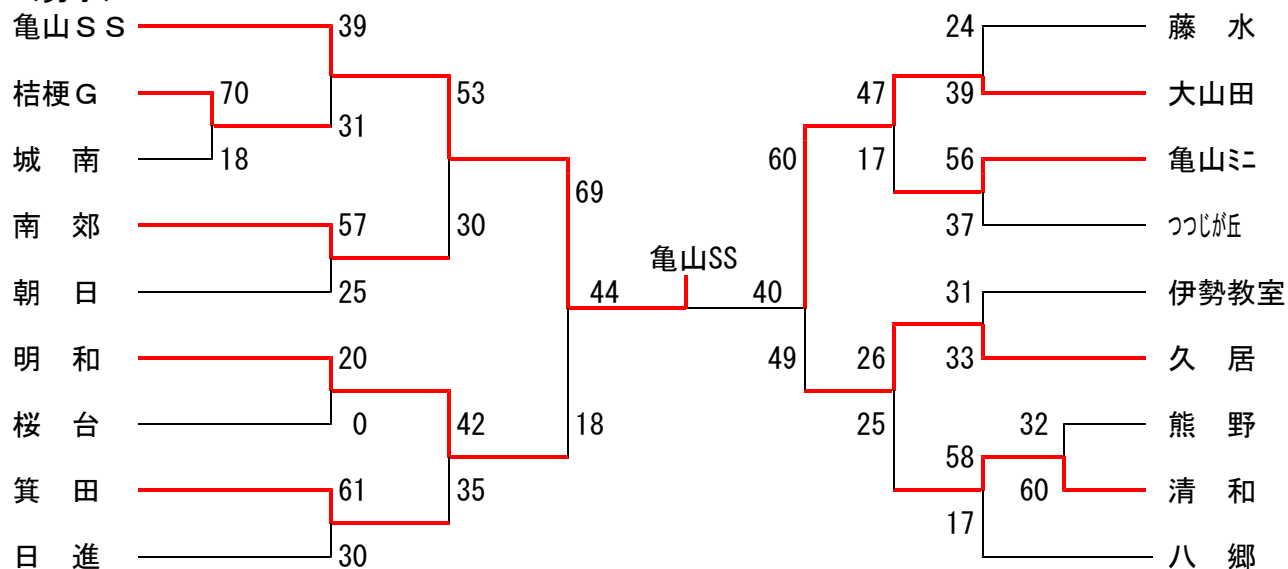 亀山ＳＳ 39 24 藤 水
桔梗Ｇ 70 53 47 39 大山田
31
城 南 18 60 17 56 亀山ミニ
69
南 郊 57 30 37 つつじが丘
亀山SS
朝 日 25 44 40 31 伊勢教室
明 和 20 49 26 33 久 居
桜 台 0 42 18 25 32 熊 野
58
箕 田 61 35 60 清 和
17
日 進 30 八 郷